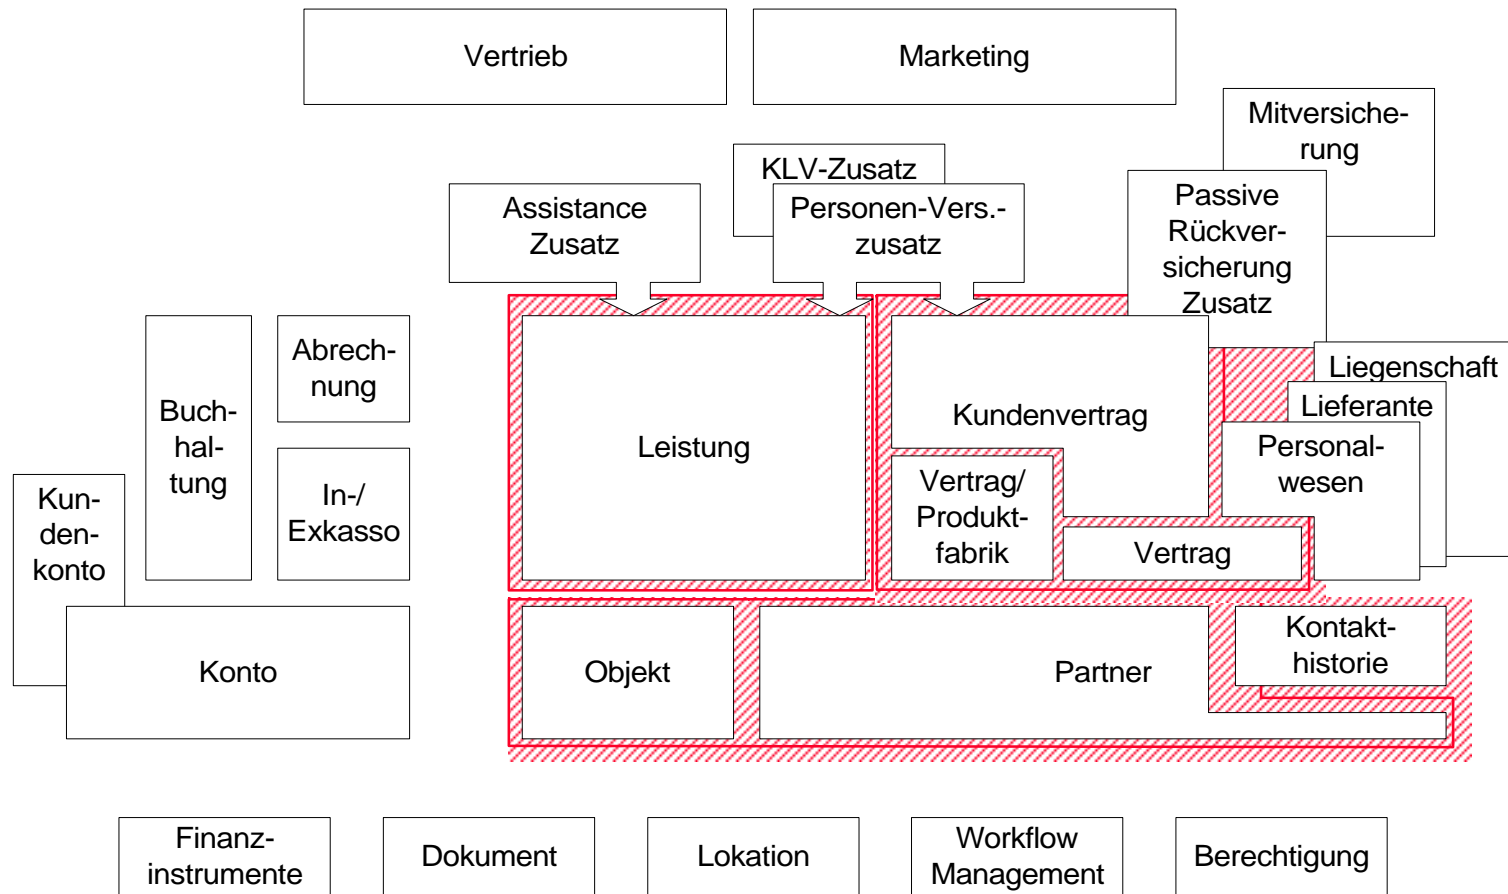 Vertrieb
Marketing
Mitversiche-
rung
KLV-Zusatz
Assistance
Zusatz
Personen-Vers.-
zusatz
Passive
Rückver-
sicherung
Zusatz
Abrech-
nung
Buch-
hal-
tung
In-/
Exkasso
Kun-
den-
konto
Konto
Leistung
Kundenvertrag
Vertrag/
Produkt-
fabrik
Vertrag
Liegenschaft
Lieferante
Personal-
wesen
Objekt
Partner
Kontakt-
historie
Finanz-
instrumente
Dokument
Lokation
Workflow
Management
Berechtigung